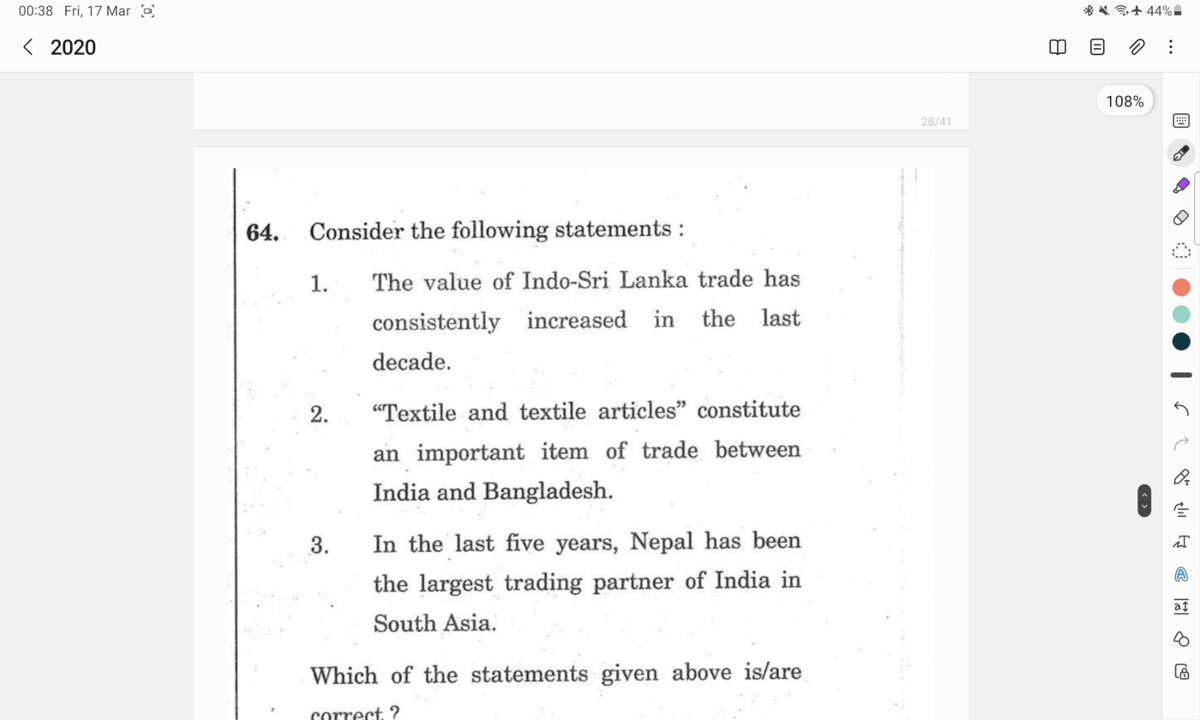 00:38 Fri, 17 Mar
44%
2020
108%
28/41
64. Consider the following statements :
1. The value of Indo-Sri Lanka trade has
consistently increased in the last
decade.
2. “Textile and textile articles” constitute
an important item of trade between
India and Bangladesh.
3. In the last five years, Nepal has been
the largest trading partner of India in
South Asia.
Which of the statements given above is/are
correct ?